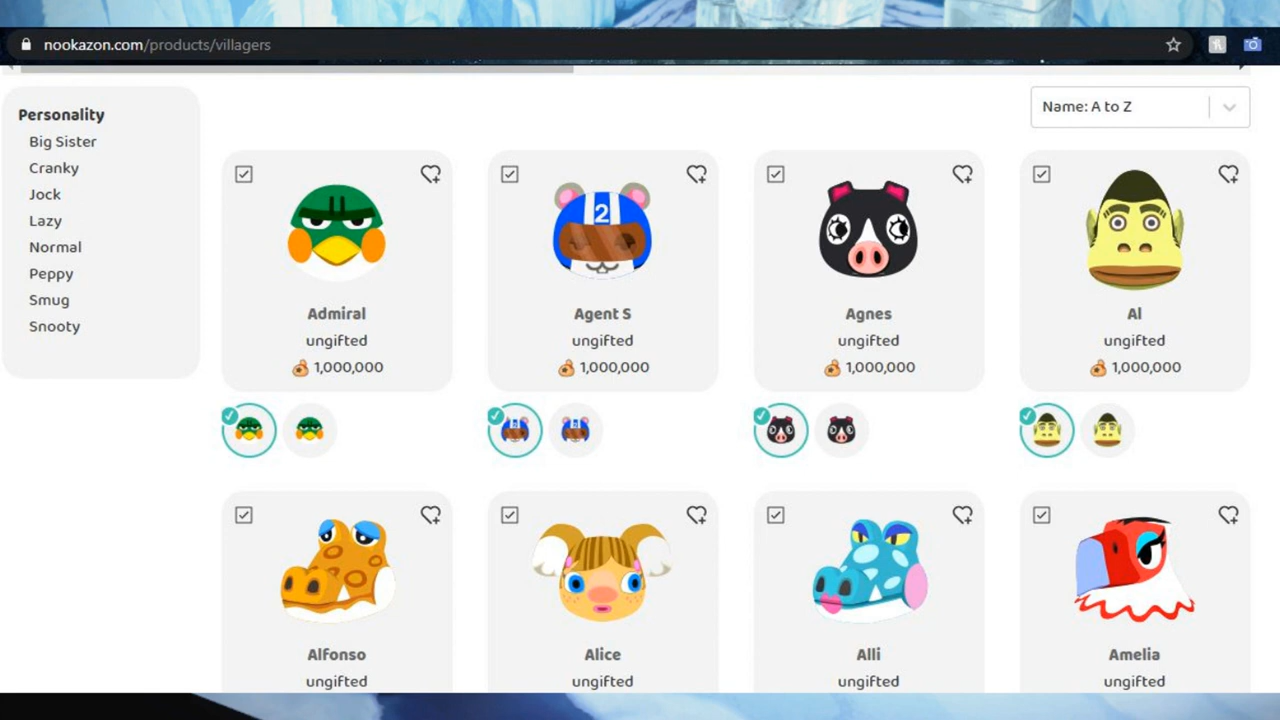 nookazon.com/products/villagers
Personality
Big Sister
Cranky
Jock
Lazy
Normal
Peppy
Smug
Snooty
Name: A to Z
Admiral
ungifted
1,000,000
2
Agent S
ungifted
1,000,000
Agnes
ungifted
1,000,000
Al
ungifted
1,000,000
Alfonso
ungifted
Alice
ungifted
Alli
ungifted
Amelia
ungifted